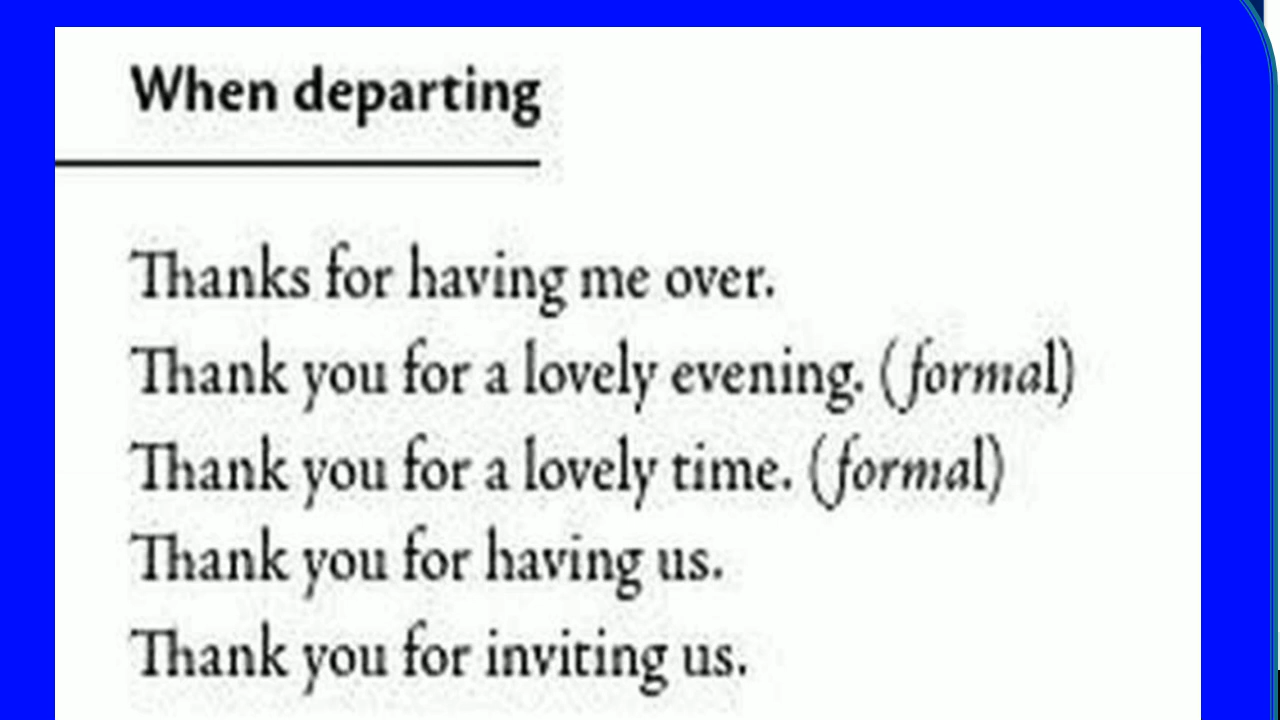 When departing
Thanks for having me over.
Thank you for a lovely evening. (formal)
Thank you for a lovely time. (formal)
Thank you for having us.
Thank you for inviting us.